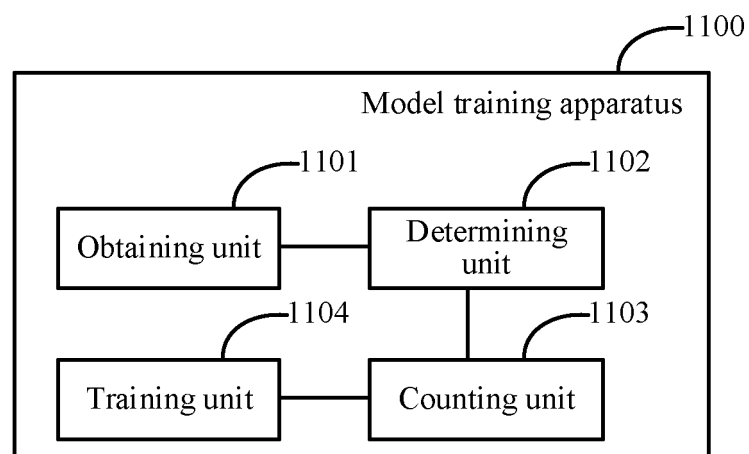 1100
Model training apparatus
1101
1102
Obtaining unit
Determining
unit
1104
1103
Training unit
Counting unit